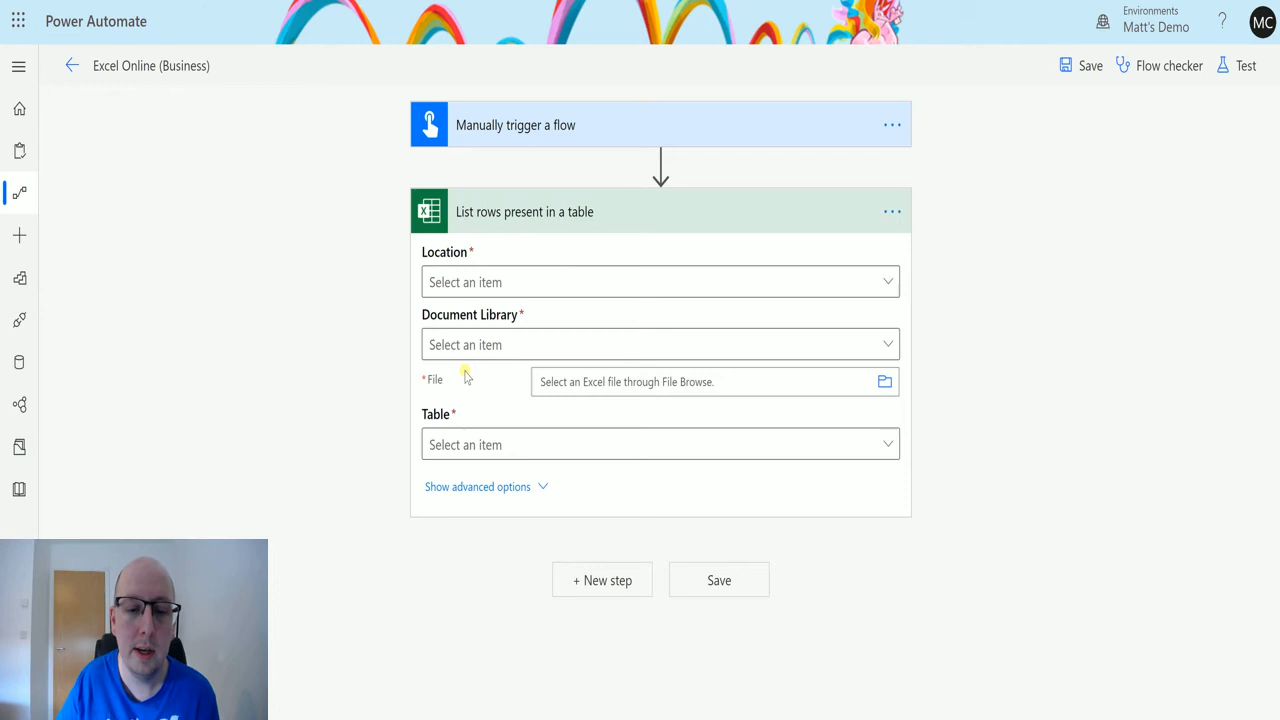 Power Automate
Environments
Matt's Demo
?
MC
Excel Online (Business)
Save
Flow checker
Test
Manually trigger a flow
List rows present in a table
Location *
Select an item
Document Library *
Select an item
* File
Select an Excel file through File Browse.
Table *
Select an item
Show advanced options
+ New step
Save